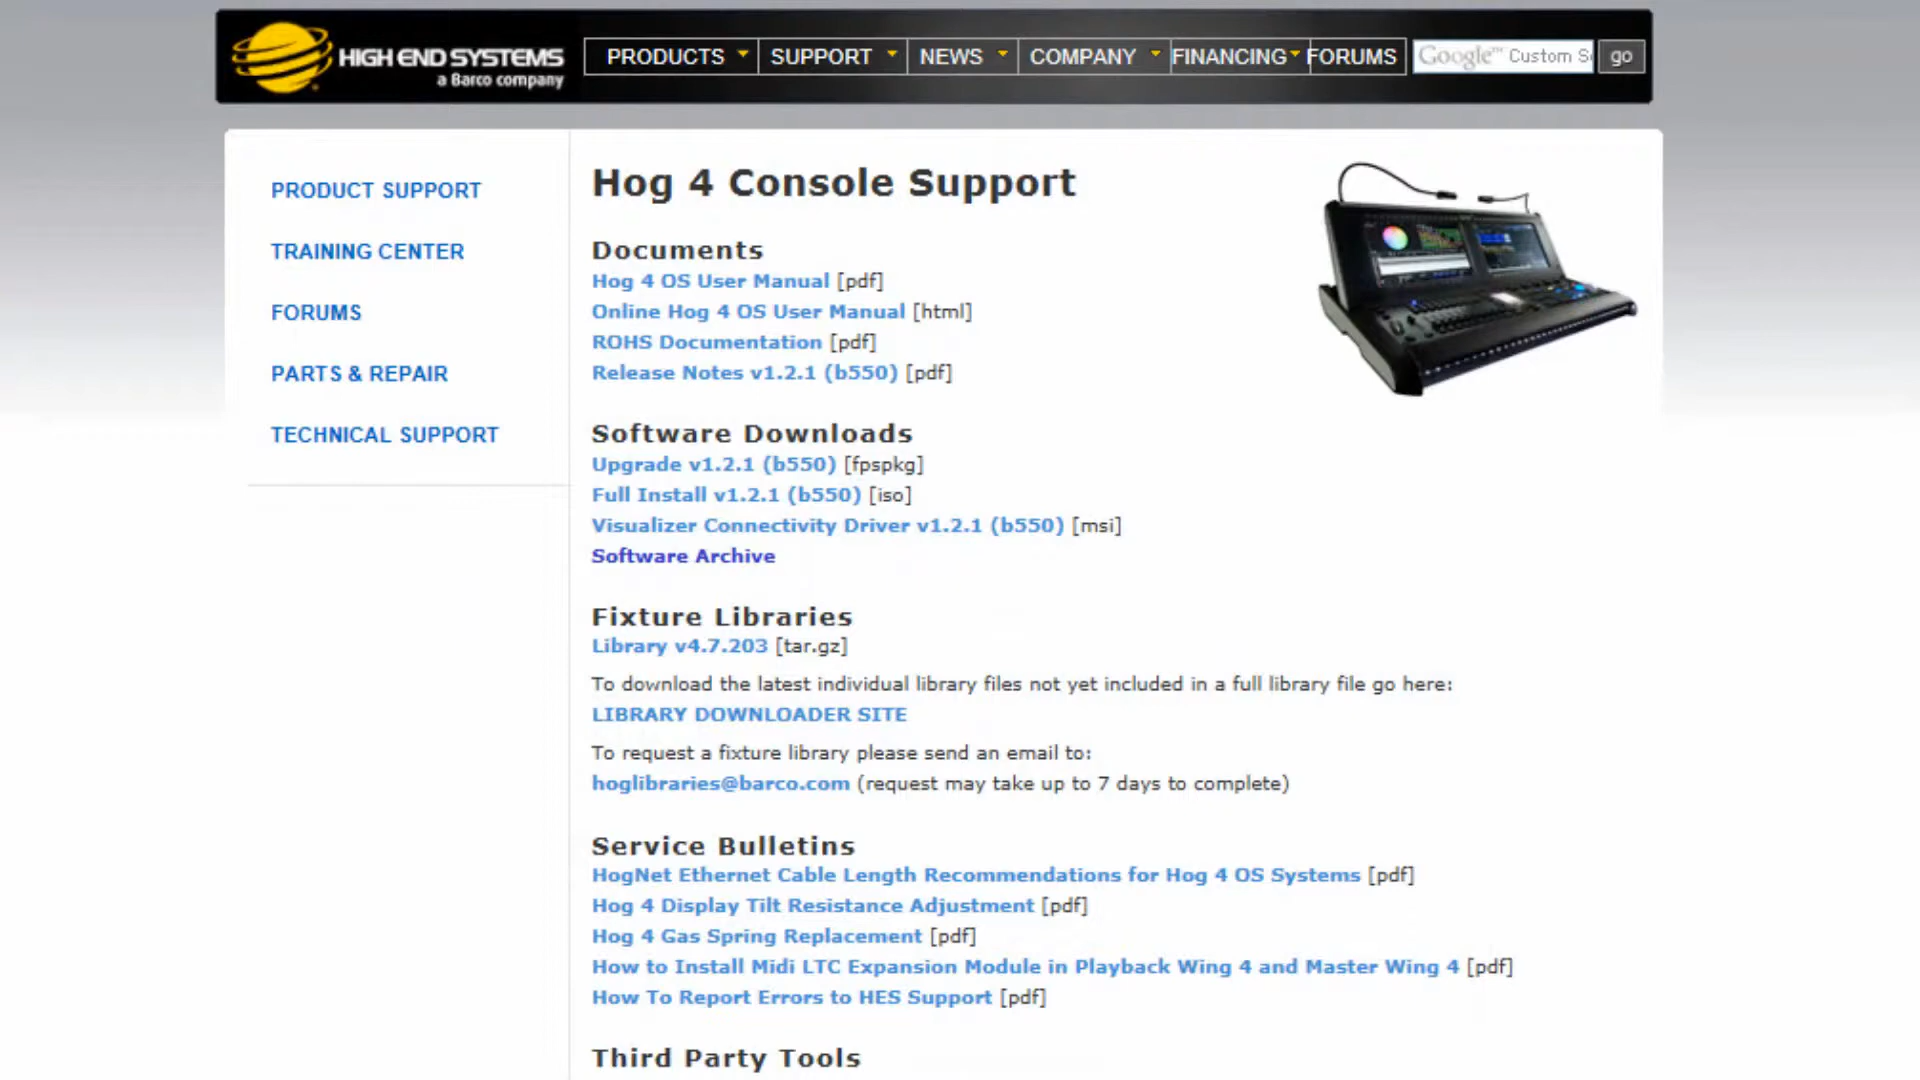 HIGH END SYSTEMS
a Barco company
PRODUCTS
SUPPORT
NEWS
COMPANY
FINANCING
FORUMS
Google™ Custom S
go
PRODUCT SUPPORT
TRAINING CENTER
FORUMS
PARTS & REPAIR
TECHNICAL SUPPORT
Hog 4 Console Support
Documents
Hog 4 OS User Manual [pdf]
Online Hog 4 OS User Manual [html]
ROHS Documentation [pdf]
Release Notes v1.2.1 (b550) [pdf]
Software Downloads
Upgrade v1.2.1 (b550) [fpspkg]
Full Install v1.2.1 (b550) [iso]
Visualizer Connectivity Driver v1.2.1 (b550) [msi]
Software Archive
Fixture Libraries
Library v4.7.203 [tar.gz]
To download the latest individual library files not yet included in a full library file go here:
LIBRARY DOWNLOADER SITE
To request a fixture library please send an email to:
hoglibraries@barco.com (request may take up to 7 days to complete)
Service Bulletins
HogNet Ethernet Cable Length Recommendations for Hog 4 OS Systems [pdf]
Hog 4 Display Tilt Resistance Adjustment [pdf]
Hog 4 Gas Spring Replacement [pdf]
How to Install Midi LTC Expansion Module in Playback Wing 4 and Master Wing 4 [pdf]
How To Report Errors to HES Support [pdf]
Third Party Tools